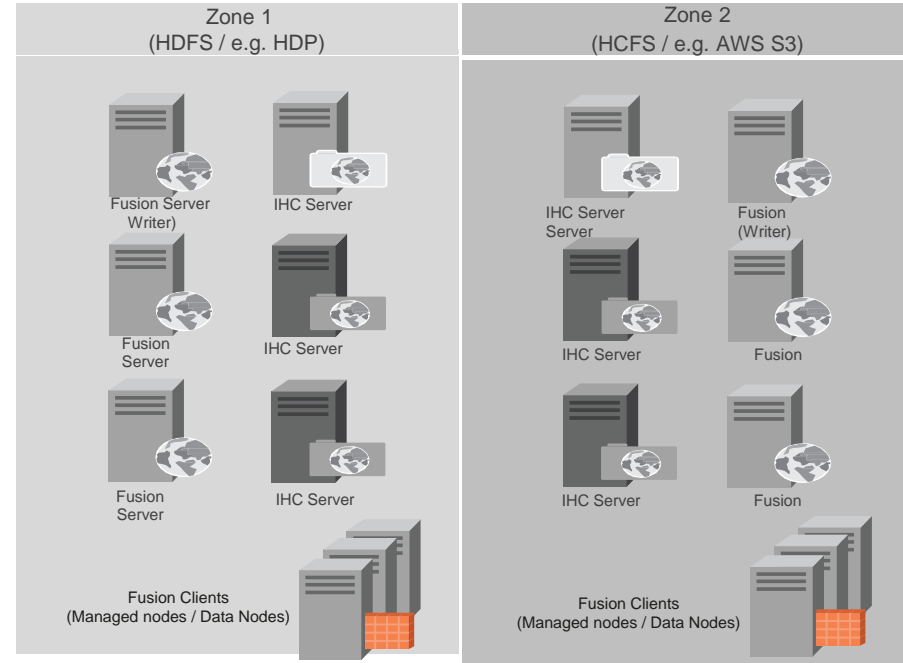 Zone 1
(HDFS / e.g. HDP)
Fusion Server
Writer)
IHC Server
Fusion
Server
IHC Server
Fusion
Server
IHC Server
Fusion Clients
(Managed nodes / Data Nodes)
Zone 2
(HCFS / e.g. AWS S3)
IHC Server
Server
Fusion
(Writer)
IHC Server
Fusion
IHC Server
Fusion
Fusion Clients
(Managed nodes / Data Nodes)